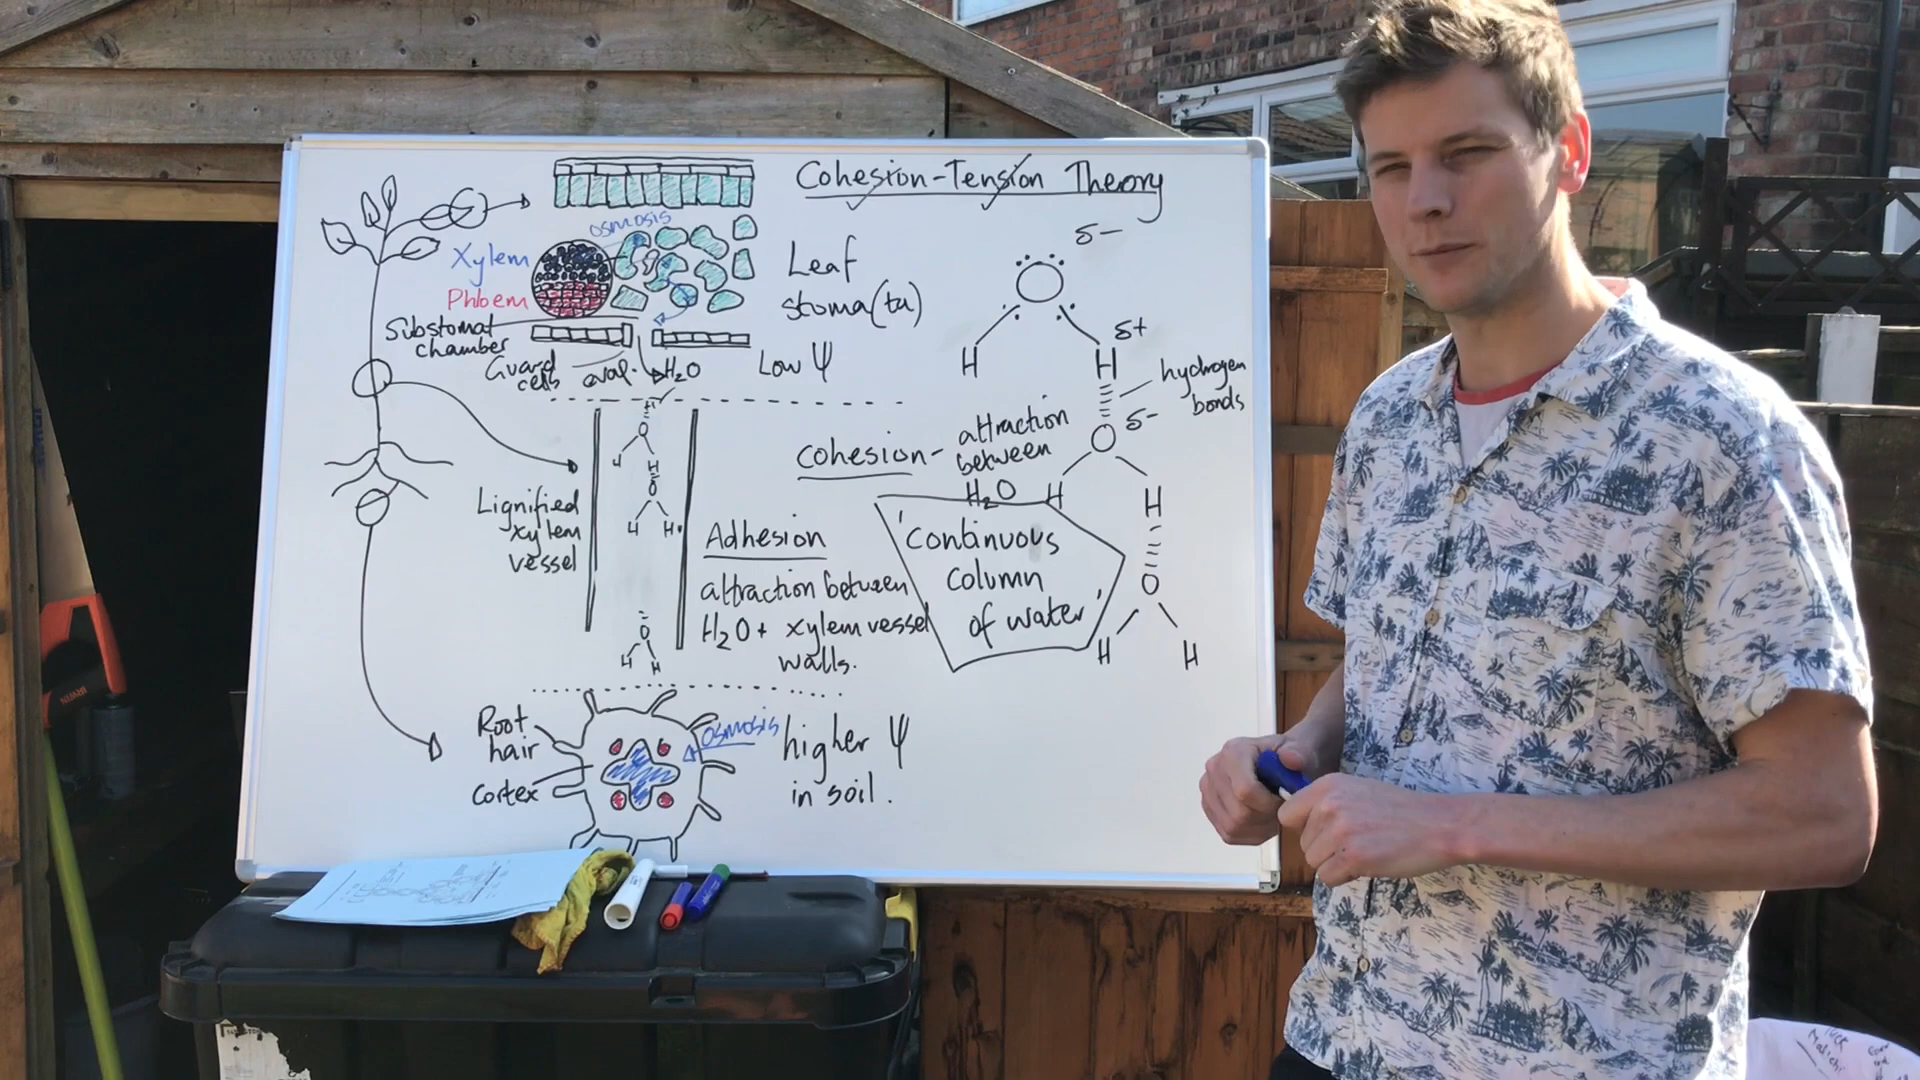 Cohesion-Tension Theory
osmosis
Xylem
Phloem
Substomatal
chamber
Guard
cells
evap.
H₂O
Leaf
stoma(ta)
Low Ψ
δ-
δ+
H
H
hydrogen
bonds
δ-
O
H
H
O
H
H
cohesion-
attraction
between
H₂O
'Continuous
column
of water'
Lignified
xylem
vessel
H
O
H
H
O
H
H
O
H
H
Adhesion
attraction between
H₂O + xylem vessel
walls.
Root
hair
Cortex
osmosis
higher Ψ
in soil.
IRWIN